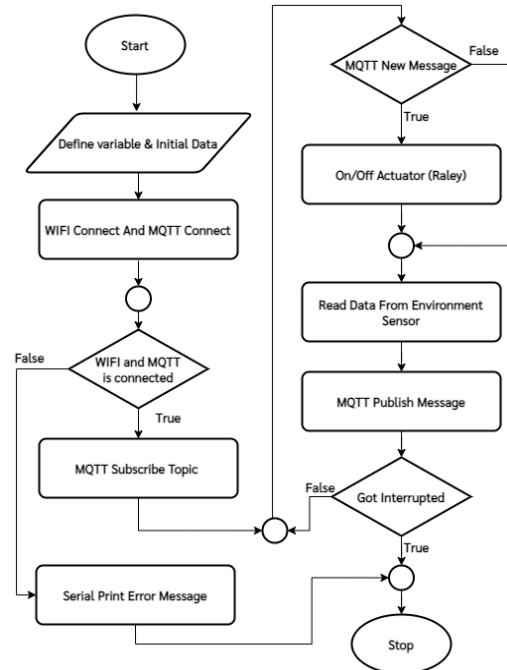 Start
Define variable & Initial Data
WIFI Connect And MQTT Connect
WIFI and MQTT
is connected
False
True
MQTT Subscribe Topic
Serial Print Error Message
MQTT New Message
False
True
On/Off Actuator (Raley)
Read Data From Environment
Sensor
MQTT Publish Message
Got Interrupted
False
True
Stop